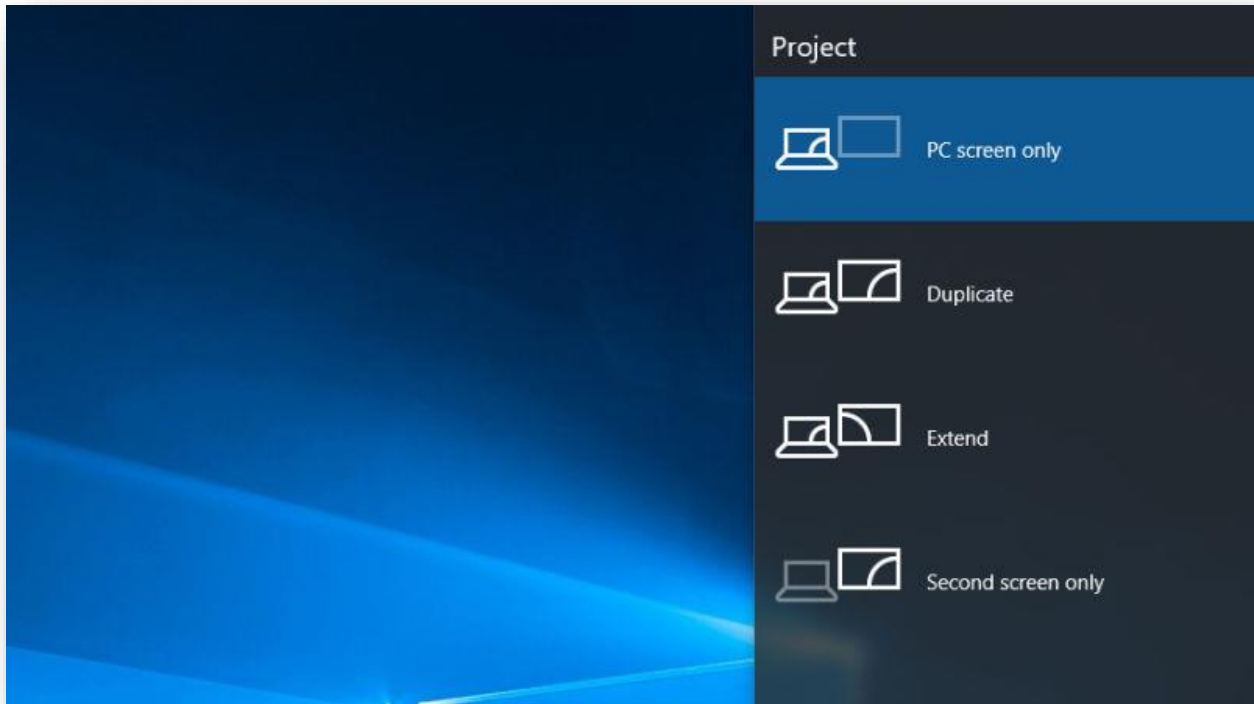 Project
PC screen only
Duplicate
Extend
Second screen only